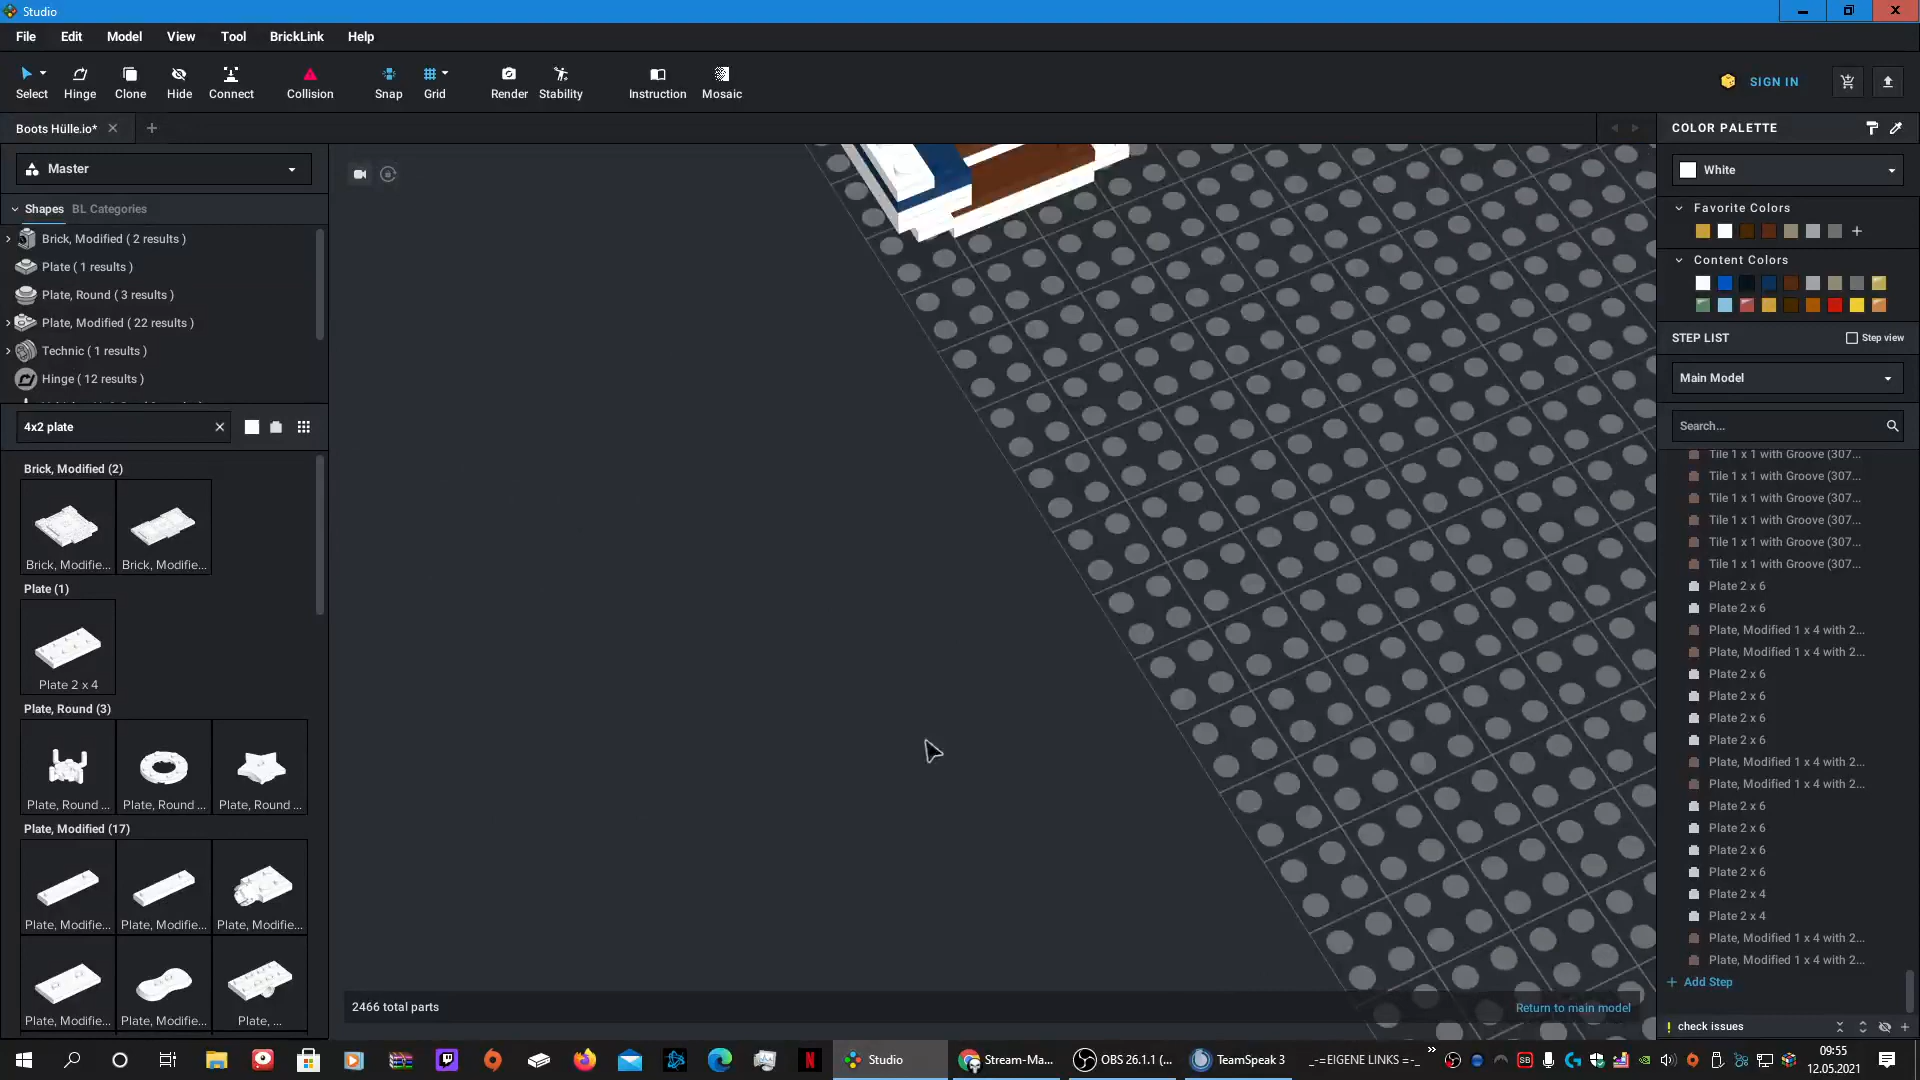 Studio
File Edit Model View Tool BrickLink Help
Select Hinge Clone Hide Connect Collision Snap Grid Render Stability Instruction Mosaic SIGN IN
Boots Hülle.io*
Master
Shapes BL Categories
Brick, Modified ( 2 results )
Plate ( 1 results )
Plate, Round ( 3 results )
Plate, Modified ( 22 results )
Technic ( 1 results )
Hinge ( 12 results )
4x2 plate
Brick, Modified (2)
Brick, Modifie... Brick, Modifie...
Plate (1)
Plate 2 x 4
Plate, Round (3)
Plate, Round ... Plate, Round ... Plate, Round ...
Plate, Modified (17)
Plate, Modifie... Plate, Modifie... Plate, Modifie...
Plate, Modifie... Plate, Modifie... Plate, ...
2466 total parts
Return to main model
COLOR PALETTE
White
Favorite Colors
Content Colors
STEP LIST Step view
Main Model
Search...
Tile 1 x 1 with Groove (307...
Tile 1 x 1 with Groove (307...
Tile 1 x 1 with Groove (307...
Tile 1 x 1 with Groove (307...
Tile 1 x 1 with Groove (307...
Tile 1 x 1 with Groove (307...
Plate 2 x 6
Plate 2 x 6
Plate, Modified 1 x 4 with 2...
Plate, Modified 1 x 4 with 2...
Plate 2 x 6
Plate 2 x 6
Plate 2 x 6
Plate 2 x 6
Plate, Modified 1 x 4 with 2...
Plate, Modified 1 x 4 with 2...
Plate 2 x 6
Plate 2 x 6
Plate 2 x 6
Plate 2 x 6
Plate 2 x 4
Plate 2 x 4
Plate, Modified 1 x 4 with 2...
Plate, Modified 1 x 4 with 2...
+ Add Step
! check issues
Studio Stream-Ma... OBS 26.1.1 (... TeamSpeak 3 _-=EIGENE LINKS =-_ 09:55
12.05.2021